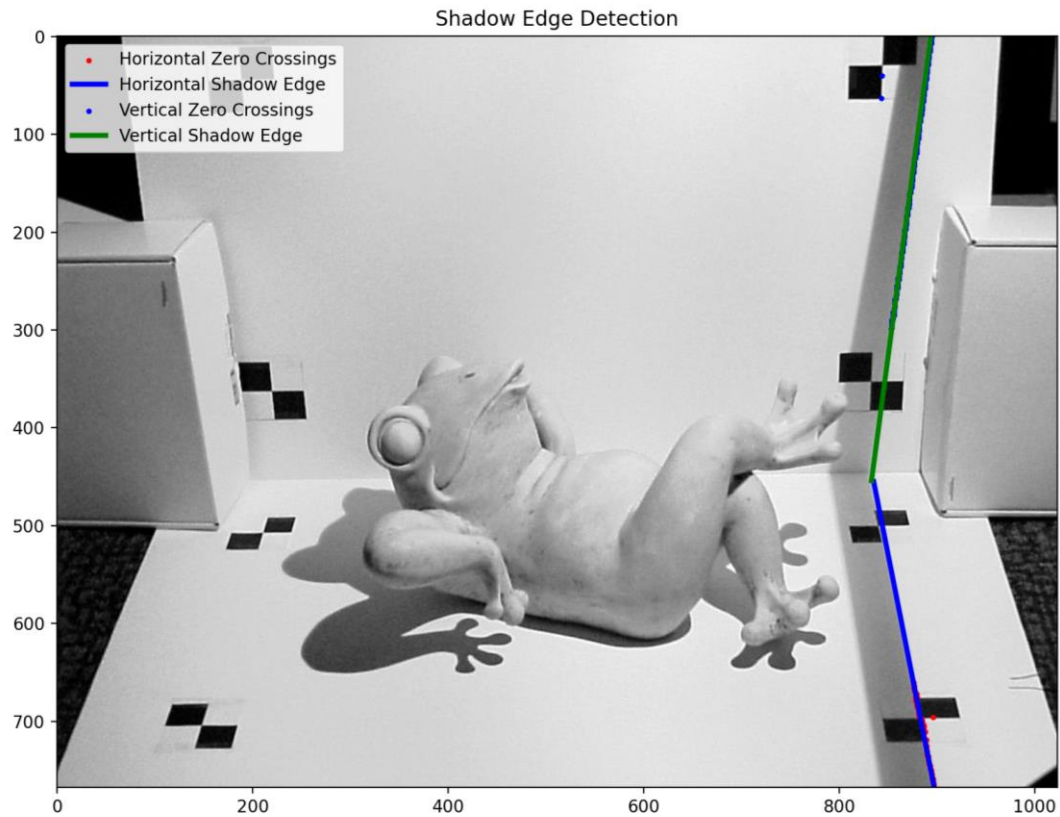 Shadow Edge Detection
Horizontal Zero Crossings
Horizontal Shadow Edge
Vertical Zero Crossings
Vertical Shadow Edge
0
100
200
300
400
500
600
700
0 200 400 600 800 1000